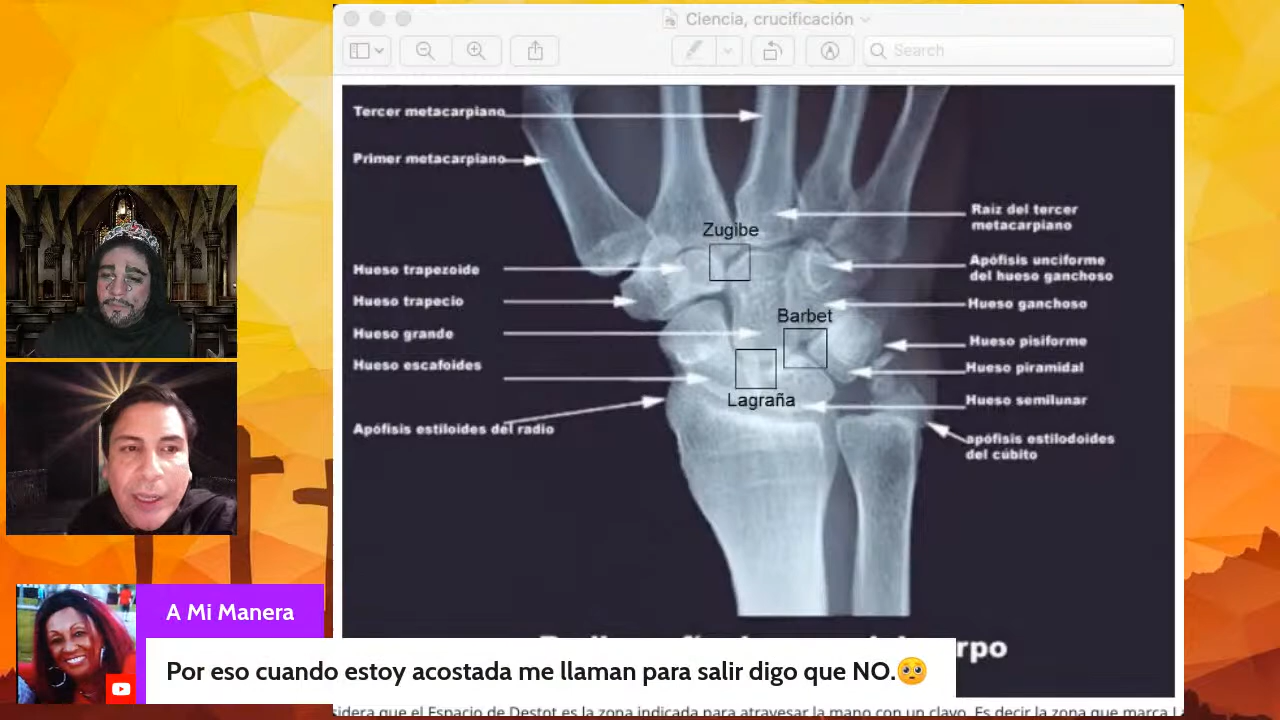 Ciencia, crucificación
Search
Tercer metacarpiano
Primer metacarpiano
Raiz del tercer
metacarpiano
Zugibe
Apófisis unciforme
del hueso ganchoso
Hueso trapezoide
Hueso trapecio
Hueso ganchoso
Barbet
Hueso grande
Hueso pisiforme
Hueso escafoides
Hueso piramidal
Lagraña
Hueso semilunar
Apófisis estiloides del radio
apófisis estilodoides
del cúbito
A Mi Manera
Por eso cuando estoy acostada me llaman para salir digo que NO.🥺
que el Espacio de Destot es la zona indicada para atravesar la mano con un clavo. Es decir la zona que marca